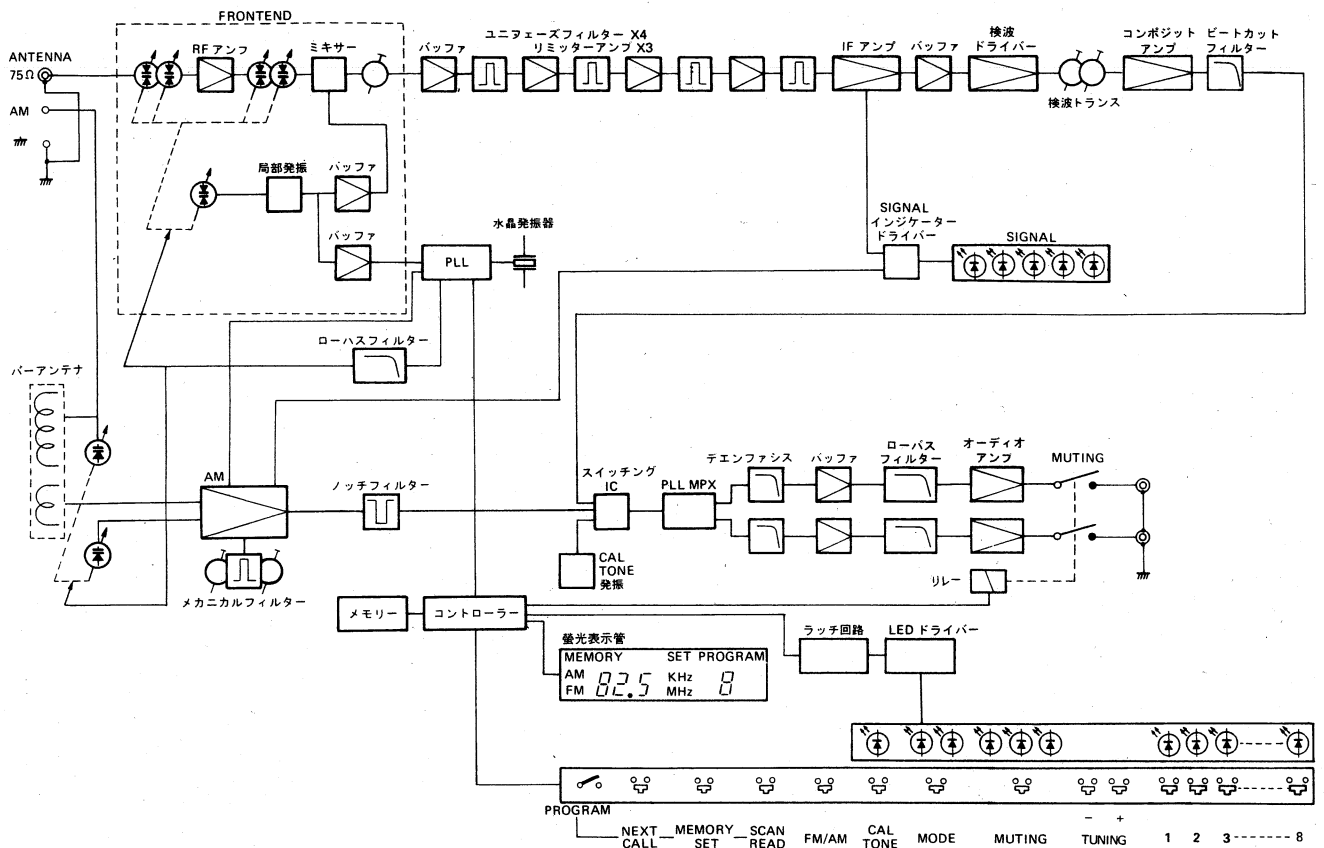 FRONTEND
ANTENNA
75Ω
AM
RFアンプ
ミキサー
バッファ
ユニフェーズフィルター X4
リミッターアンプX3
IF アンプ
バッファ
検波
ドライバー
検波トランス
コンポジット
アンプ
ビートカット
フィルター
局部発振
バッファ
バッファ
PLL
水晶発振器
SIGNAL
インジケーター
ドライバー
SIGNAL
ローハスフィルター
バーアンテナ
AM
ノッチフィルター
メカニカルフィルター
スイッチング
IC
PLL MPX
テエンファシス
バッファ
ローパス
フィルター
オーディオ
アンプ
MUTING
CAL
TONE
発振
リレー
メモリー
コントローラー
螢光表示管
MEMORY SET PROGRAM
AM 82.5 KHz 8
FM MHz
ラッチ回路
LED ドライバー
PROGRAM
NEXT
CALL
MEMORY
SET
SCAN
READ
FM/AM
CAL
TONE
MODE
MUTING
− +
TUNING
1 2 3 -------- 8